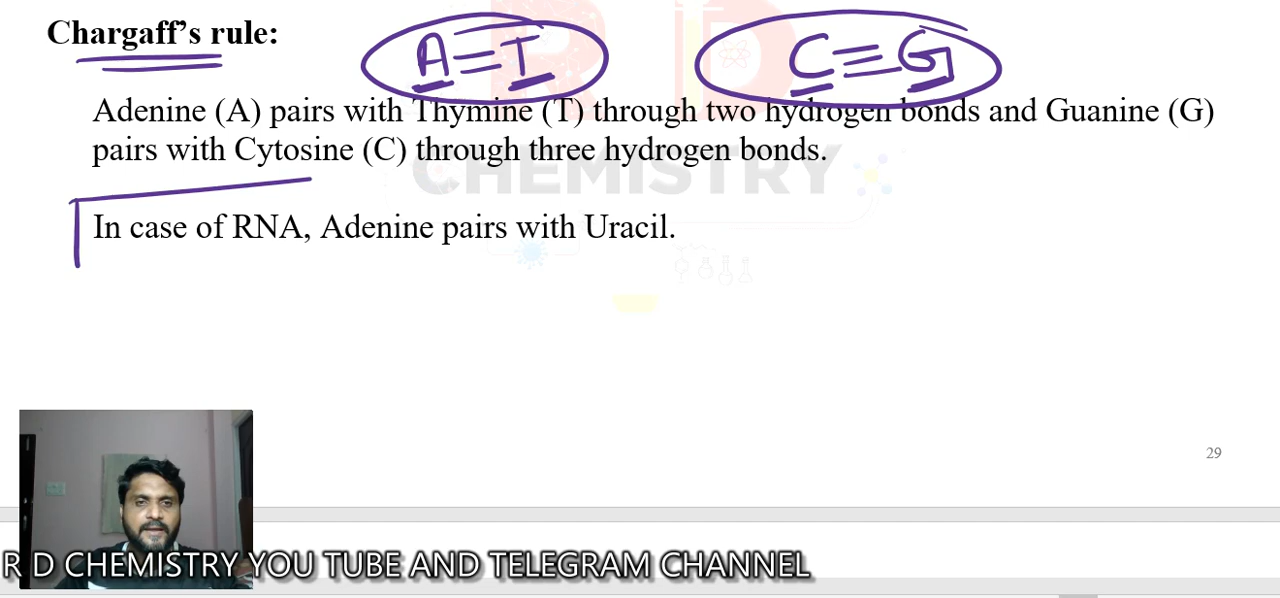 Chargaff's rule:
A=T
C≡G
Adenine (A) pairs with Thymine (T) through two hydrogen bonds and Guanine (G)
pairs with Cytosine (C) through three hydrogen bonds.
CHEMISTRY
In case of RNA, Adenine pairs with Uracil.
29
R D CHEMISTRY YOU TUBE AND TELEGRAM CHANNEL